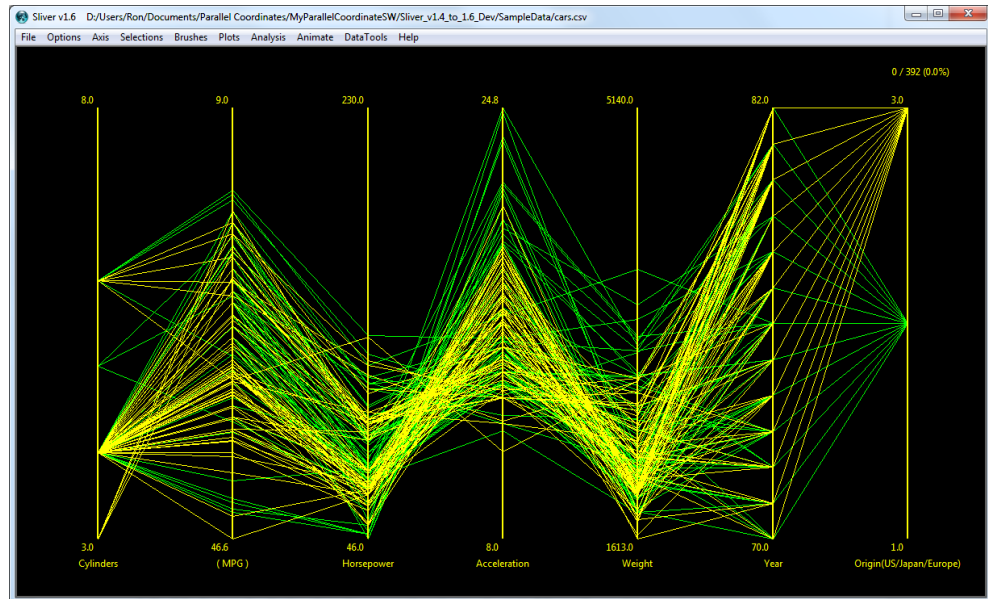 Sliver v1.6 D:/Users/Ron/Documents/Parallel Coordinates/MyParallelCoordinateSW/Sliver_v1.4_to_1.6_Dev/SampleData/cars.csv
File Options Axis Selections Brushes Plots Analysis Animate DataTools Help
0 / 392 (0.0%)
8.0 9.0 230.0 24.8 5140.0 82.0 3.0
3.0 46.6 46.0 8.0 1613.0 70.0 1.0
Cylinders ( MPG ) Horsepower Acceleration Weight Year Origin(US/Japan/Europe)